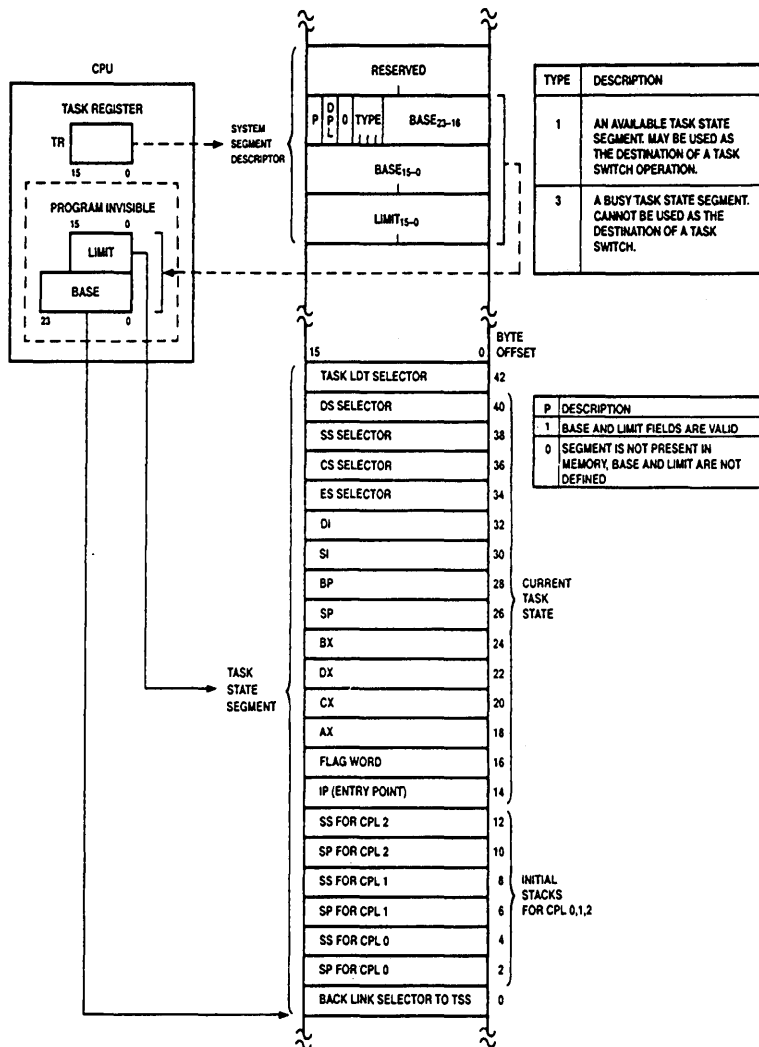 CPU
TASK REGISTER
TR
15 0
PROGRAM INVISIBLE
15 0
LIMIT
BASE
23 0
SYSTEM
SEGMENT
DESCRIPTOR
RESERVED
P DPL 0 TYPE BASE23–16
BASE15–0
LIMIT15–0
TYPE DESCRIPTION
1 AN AVAILABLE TASK STATE
SEGMENT. MAY BE USED AS
THE DESTINATION OF A TASK
SWITCH OPERATION.
3 A BUSY TASK STATE SEGMENT.
CANNOT BE USED AS THE
DESTINATION OF A TASK
SWITCH.
15 0
BYTE
OFFSET
TASK LDT SELECTOR 42
DS SELECTOR 40
SS SELECTOR 38
CS SELECTOR 36
ES SELECTOR 34
DI 32
SI 30
BP 28
SP 26
BX 24
DX 22
CX 20
AX 18
FLAG WORD 16
IP (ENTRY POINT) 14
SS FOR CPL 2 12
SP FOR CPL 2 10
SS FOR CPL 1 8
SP FOR CPL 1 6
SS FOR CPL 0 4
SP FOR CPL 0 2
BACK LINK SELECTOR TO TSS 0
TASK
STATE
SEGMENT
CURRENT
TASK
STATE
INITIAL
STACKS
FOR CPL 0,1,2
P DESCRIPTION
1 BASE AND LIMIT FIELDS ARE VALID
0 SEGMENT IS NOT PRESENT IN
MEMORY, BASE AND LIMIT ARE NOT
DEFINED